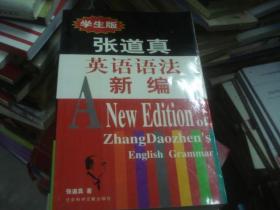 学生版
张道真
英语语法
新编
A New Edition of
ZhangDaozhen's
English Grammar
张道真 著